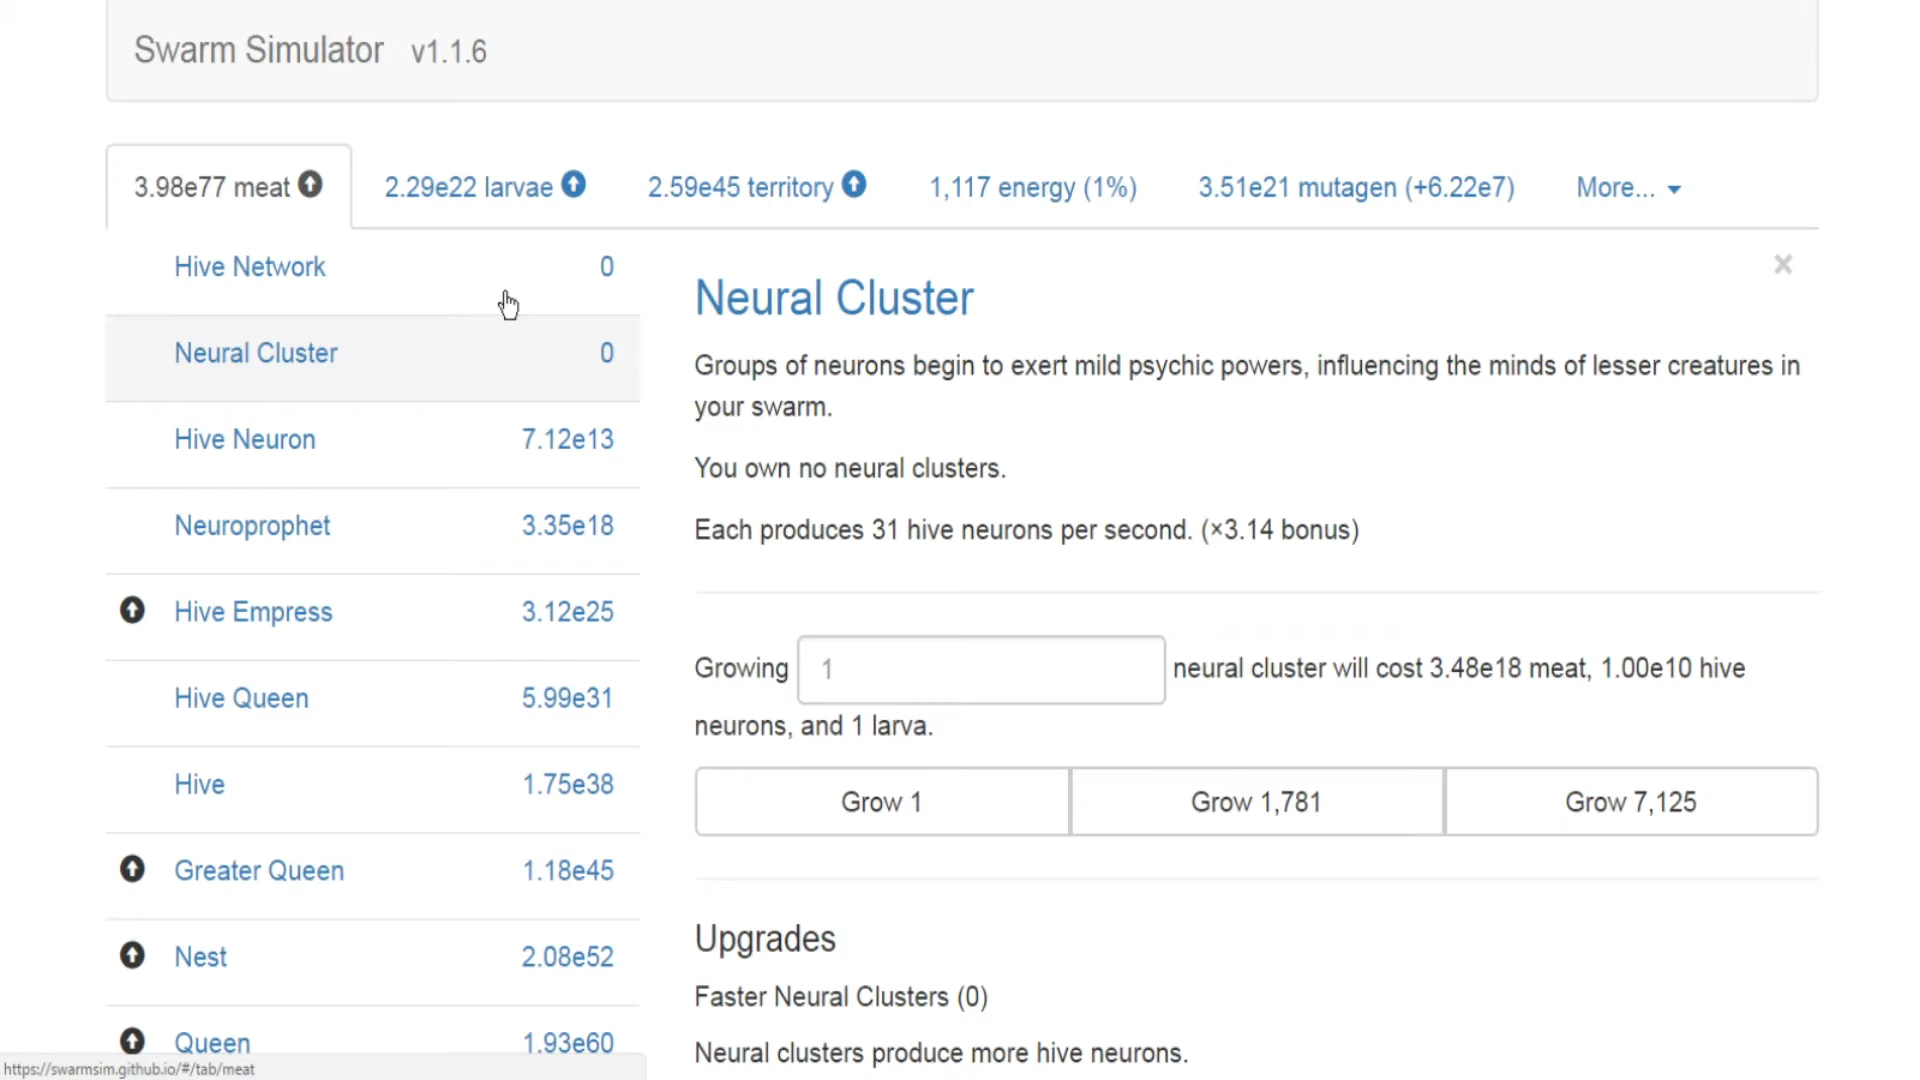 Swarm Simulator v1.1.6
3.98e77 meat 2.29e22 larvae 2.59e45 territory 1,117 energy (1%) 3.51e21 mutagen (+6.22e7) More...
Hive Network 0
Neural Cluster 0
Hive Neuron 7.12e13
Neuroprophet 3.35e18
Hive Empress 3.12e25
Hive Queen 5.99e31
Hive 1.75e38
Greater Queen 1.18e45
Nest 2.08e52
Queen 1.93e60
×
Neural Cluster
Groups of neurons begin to exert mild psychic powers, influencing the minds of lesser creatures in
your swarm.
You own no neural clusters.
Each produces 31 hive neurons per second. (×3.14 bonus)
Growing 1 neural cluster will cost 3.48e18 meat, 1.00e10 hive
neurons, and 1 larva.
Grow 1 Grow 1,781 Grow 7,125
Upgrades
Faster Neural Clusters (0)
Neural clusters produce more hive neurons.
https://swarmsim.github.io/#/tab/meat